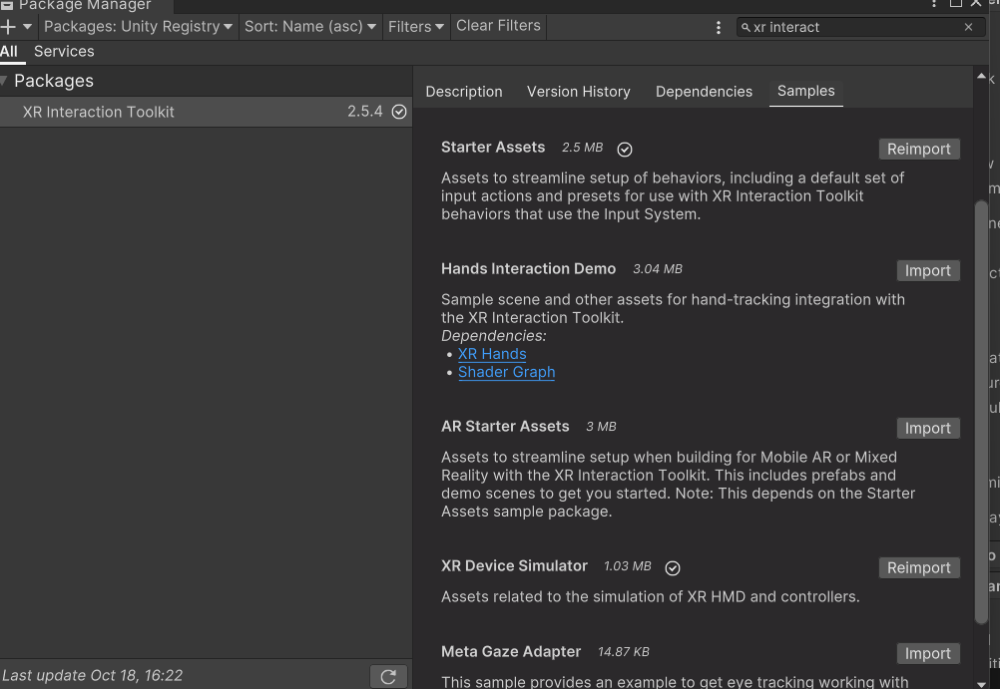 Package Manager
Packages: Unity Registry Sort: Name (asc) Filters Clear Filters xr interact
All Services
Packages
XR Interaction Toolkit 2.5.4
Last update Oct 18, 16:22
Description Version History Dependencies Samples
Starter Assets 2.5 MB Reimport
Assets to streamline setup of behaviors, including a default set of
input actions and presets for use with XR Interaction Toolkit
behaviors that use the Input System.
Hands Interaction Demo 3.04 MB Import
Sample scene and other assets for hand-tracking integration with
the XR Interaction Toolkit.
Dependencies:
• XR Hands
• Shader Graph
AR Starter Assets 3 MB Import
Assets to streamline setup when building for Mobile AR or Mixed
Reality with the XR Interaction Toolkit. This includes prefabs and
demo scenes to get you started. Note: This depends on the Starter
Assets sample package.
XR Device Simulator 1.03 MB Reimport
Assets related to the simulation of XR HMD and controllers.
Meta Gaze Adapter 14.87 KB Import
This sample provides an example to get eye tracking working with